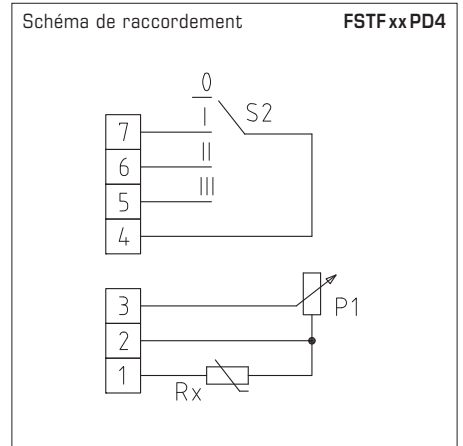 Schéma de raccordement FSTF xx PD4
0
I S2
7
II
6
III
5
4
3
P1
2
1
Rx